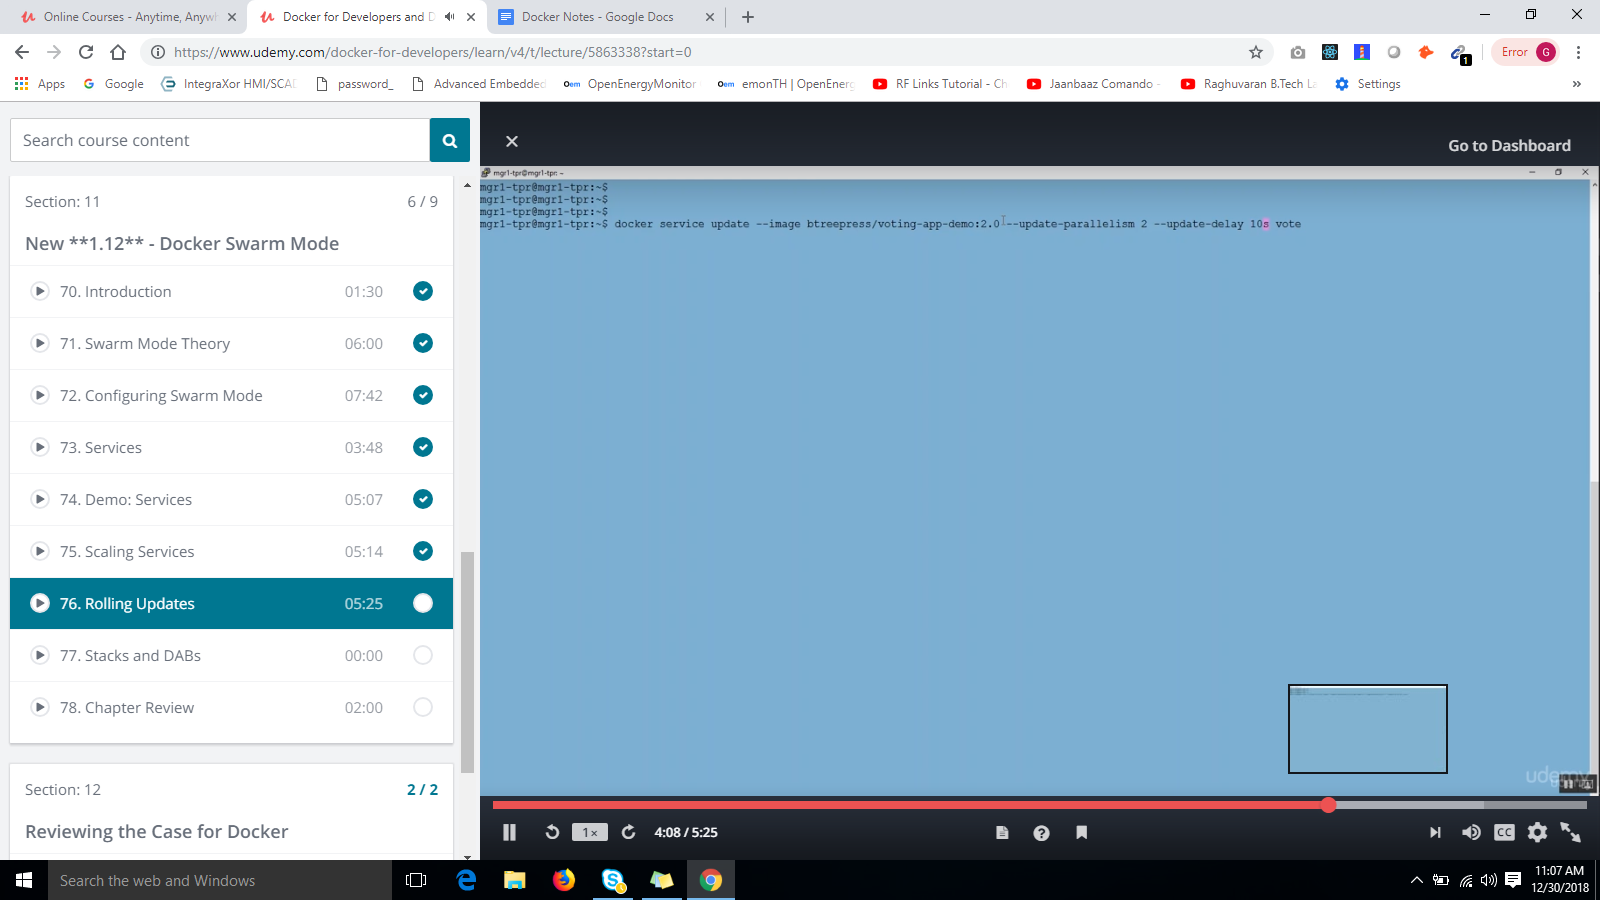 Online Courses - Anytime, Anywh
Docker for Developers and D
Docker Notes - Google Docs
https://www.udemy.com/docker-for-developers/learn/v4/t/lecture/5863338?start=0
1
Error
G
Apps
Google
IntegraXor HMI/SCAD
password_
Advanced Embedded
OpenEnergyMonitor
emonTH | OpenEnerg
RF Links Tutorial - Ch
Jaanbaaz Comando -
Raghuvaran B.Tech La
Settings
»
Search course content
Go to Dashboard
Section: 11
6 / 9
New **1.12** - Docker Swarm Mode
70. Introduction
01:30
71. Swarm Mode Theory
06:00
72. Configuring Swarm Mode
07:42
73. Services
03:48
74. Demo: Services
05:07
75. Scaling Services
05:14
76. Rolling Updates
05:25
77. Stacks and DABs
00:00
78. Chapter Review
02:00
Section: 12
2 / 2
Reviewing the Case for Docker
mgr1-tpr@mgr1-tpr: ~
mgr1-tpr@mgr1-tpr:~$
mgr1-tpr@mgr1-tpr:~$
mgr1-tpr@mgr1-tpr:~$
mgr1-tpr@mgr1-tpr:~$ docker service update --image btreepress/voting-app-demo:2.0 --update-parallelism 2 --update-delay 10s vote
udemy
1x
4:08 / 5:25
CC
Search the web and Windows
11:07 AM
12/30/2018